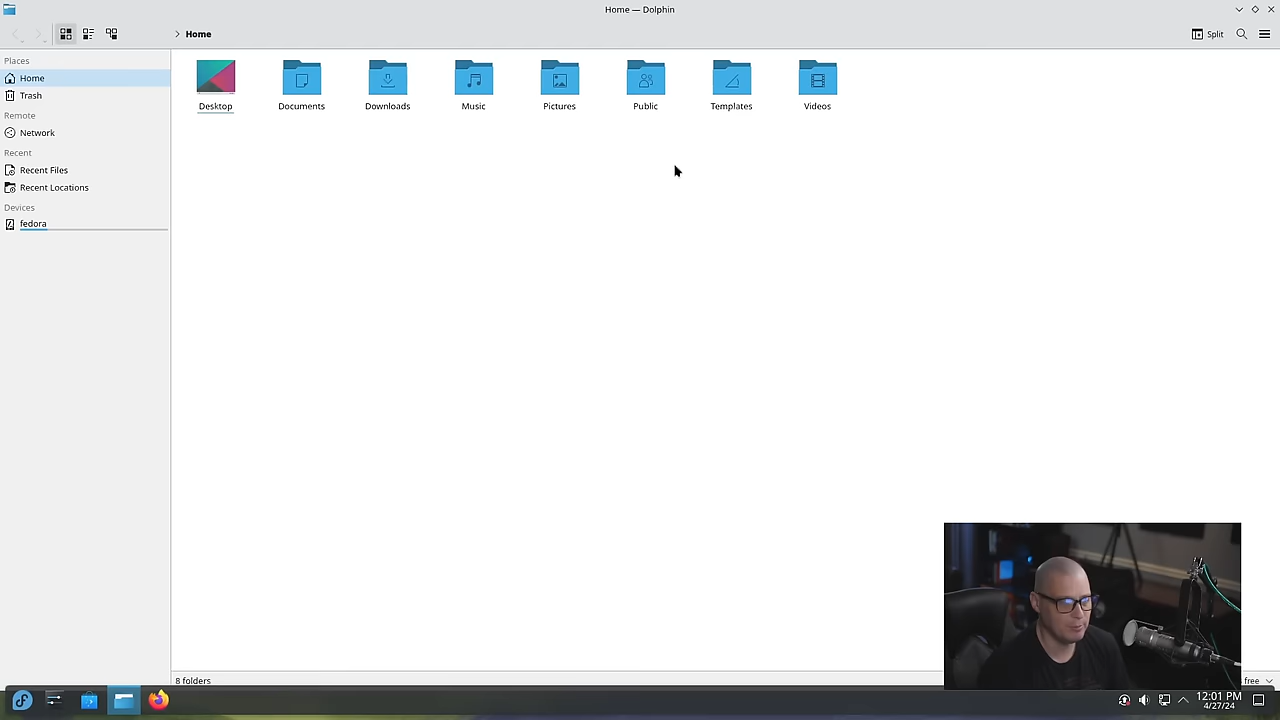 Home — Dolphin
Home
Split
Places
Home
Trash
Remote
Network
Recent
Recent Files
Recent Locations
Devices
fedora
Desktop
Documents
Downloads
Music
Pictures
Public
Templates
Videos
8 folders
free
12:01 PM
4/27/24